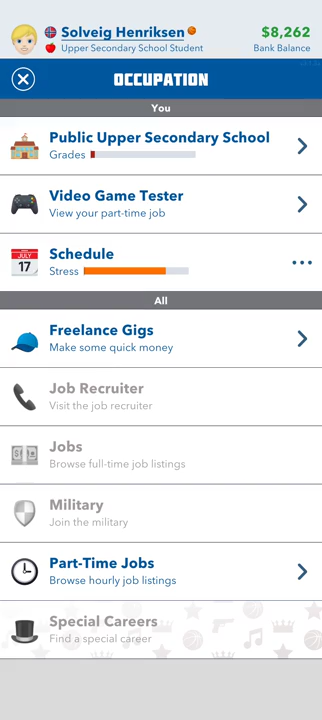 Solveig Henriksen
$8,262
Upper Secondary School Student
Bank Balance
OCCUPATION
You
Public Upper Secondary School
Grades
Video Game Tester
View your part-time job
JULY
17
Schedule
Stress
All
Freelance Gigs
Make some quick money
Job Recruiter
Visit the job recruiter
Jobs
Browse full-time job listings
Military
Join the military
Part-Time Jobs
Browse hourly job listings
Special Careers
Find a special career